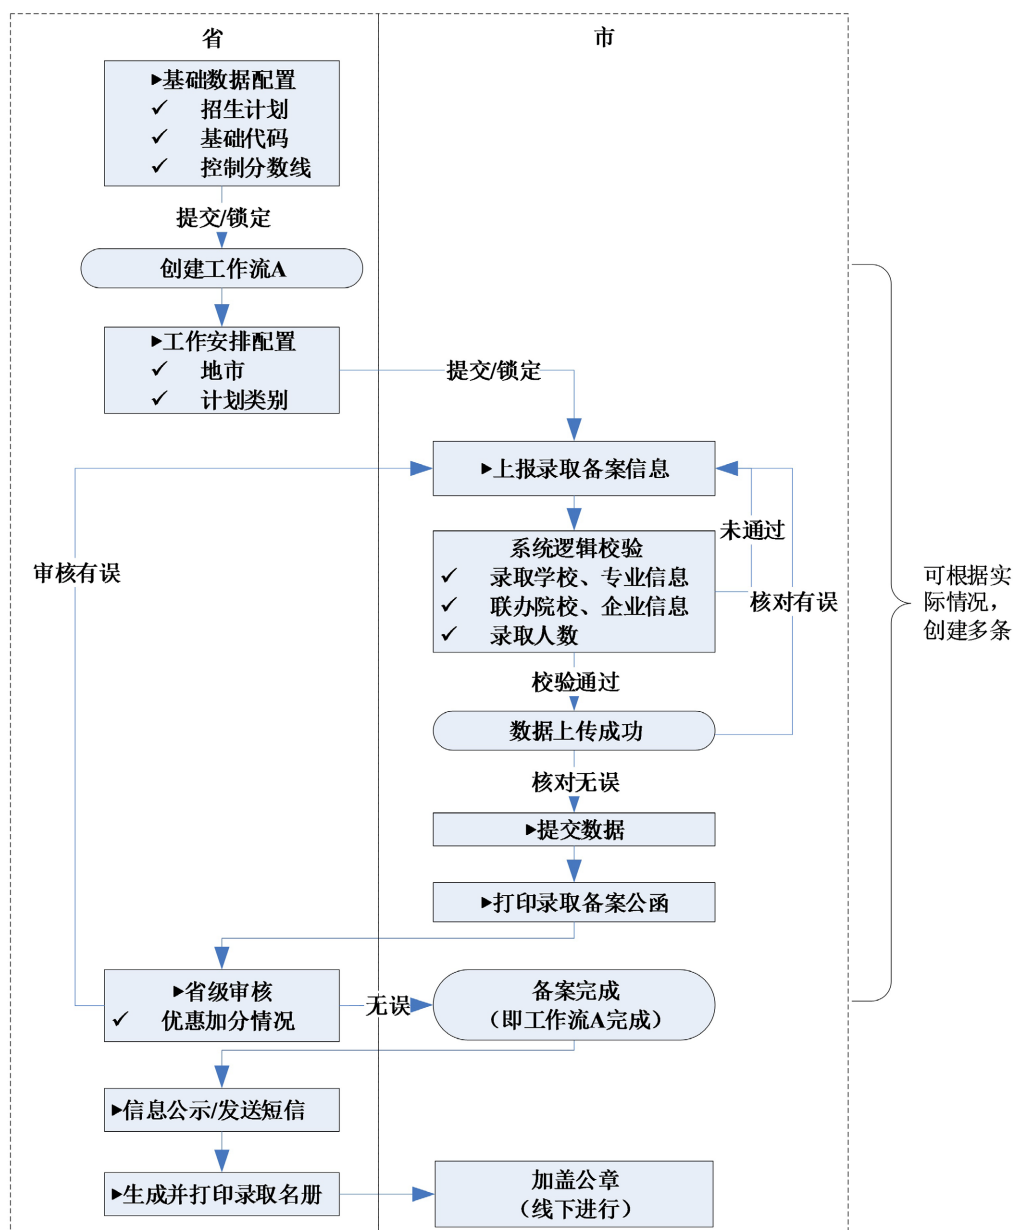 省
市
▶基础数据配置
✓ 招生计划
✓ 基础代码
✓ 控制分数线
提交/锁定
创建工作流A
▶工作安排配置
✓ 地市
✓ 计划类别
提交/锁定
▶上报录取备案信息
未通过
系统逻辑校验
✓ 录取学校、专业信息
✓ 联办院校、企业信息
✓ 录取人数
审核有误
核对有误
可根据实
际情况，
创建多条
校验通过
数据上传成功
核对无误
▶提交数据
▶打印录取备案公函
▶省级审核
✓ 优惠加分情况
无误
备案完成
（即工作流A完成）
▶信息公示/发送短信
▶生成并打印录取名册
加盖公章
（线下进行）